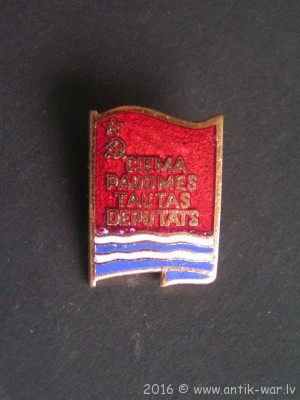 CIEMA
PADOMES
TAUTAS
DEPUTĀTS
2016 © www.antik-war.lv